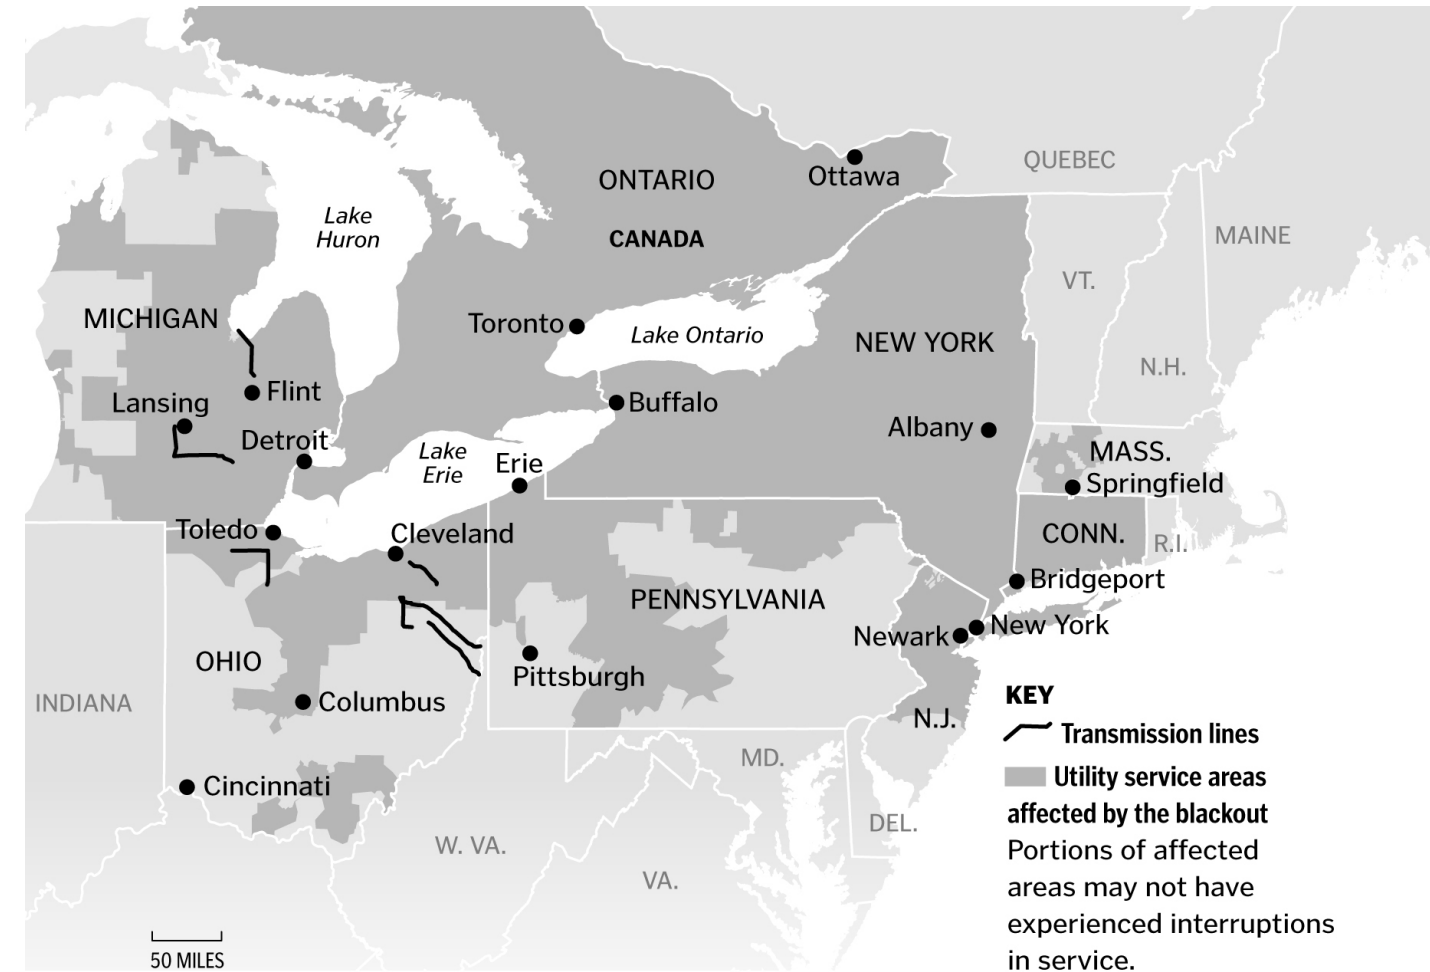 Ottawa
QUEBEC
ONTARIO
CANADA
MAINE
Lake
Huron
VT.
MICHIGAN
Toronto
Lake Ontario
NEW YORK
N.H.
Flint
Lansing
Buffalo
Albany
Detroit
Lake
Erie
Erie
MASS.
Springfield
Toledo
Cleveland
CONN.
R.I.
Bridgeport
PENNSYLVANIA
New York
Newark
OHIO
Pittsburgh
INDIANA
Columbus
N.J.
MD.
Cincinnati
DEL.
W. VA.
VA.
50 MILES
KEY
Transmission lines
Utility service areas
affected by the blackout
Portions of affected
areas may not have
experienced interruptions
in service.